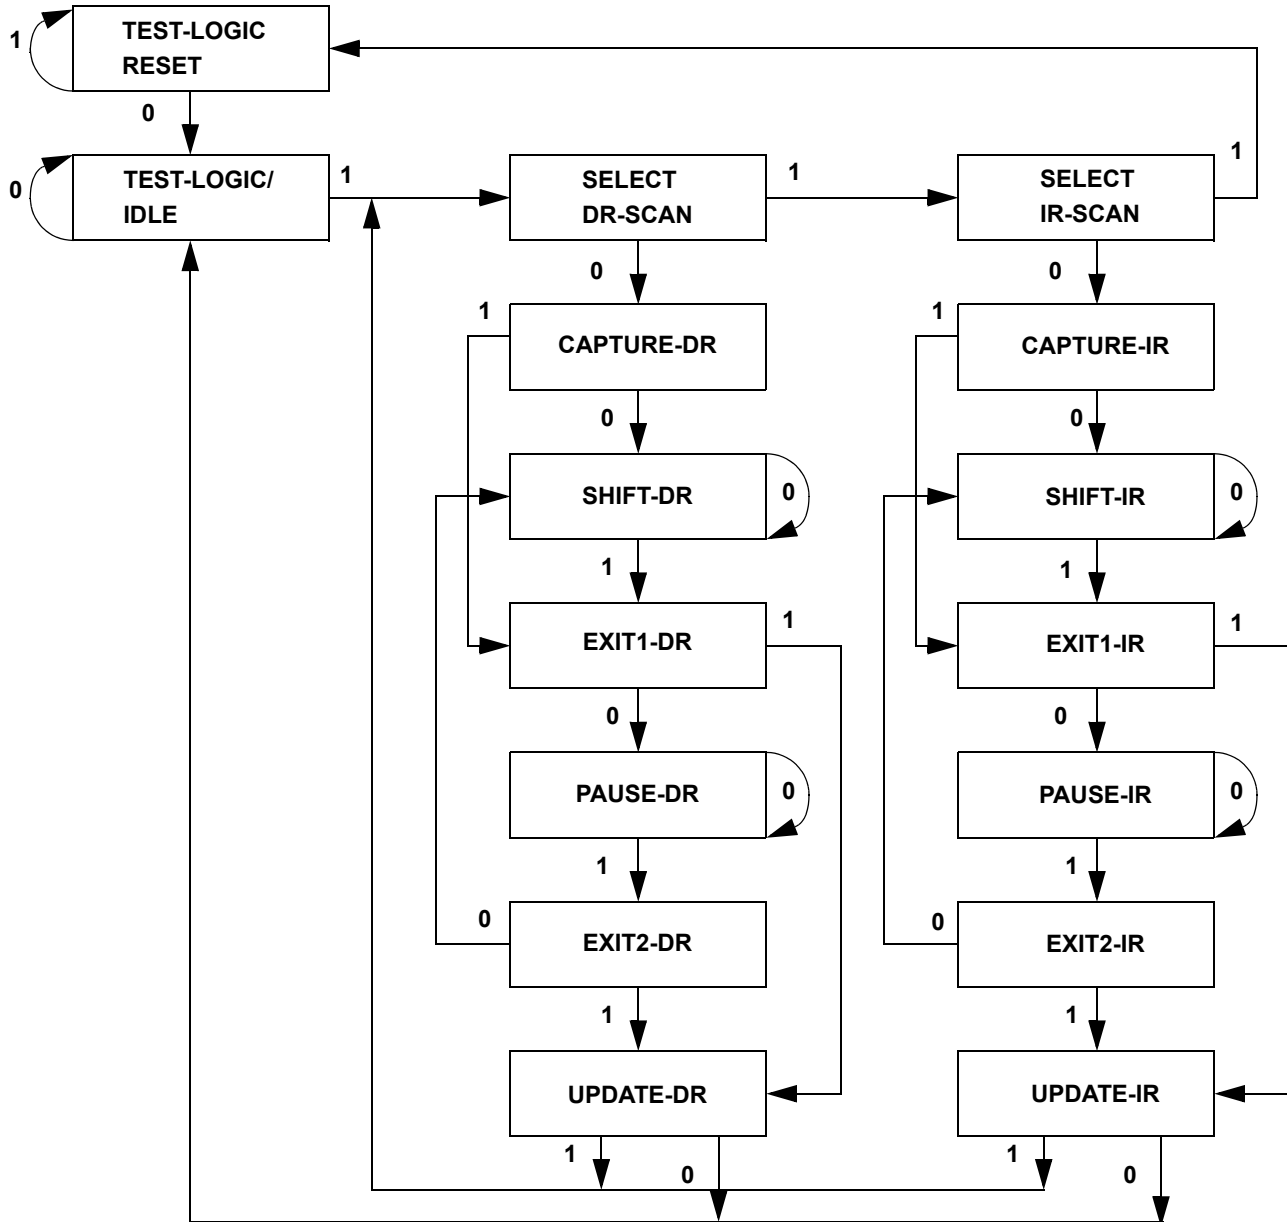 1
TEST-LOGIC
RESET
0
0
TEST-LOGIC/
IDLE
1
SELECT
DR-SCAN
1
SELECT
IR-SCAN
1
0
0
1
CAPTURE-DR
1
CAPTURE-IR
0
0
SHIFT-DR
0
SHIFT-IR
0
1
1
EXIT1-DR
1
EXIT1-IR
1
0
0
PAUSE-DR
0
PAUSE-IR
0
1
1
0
EXIT2-DR
0
EXIT2-IR
1
1
UPDATE-DR
UPDATE-IR
1
0
1
0